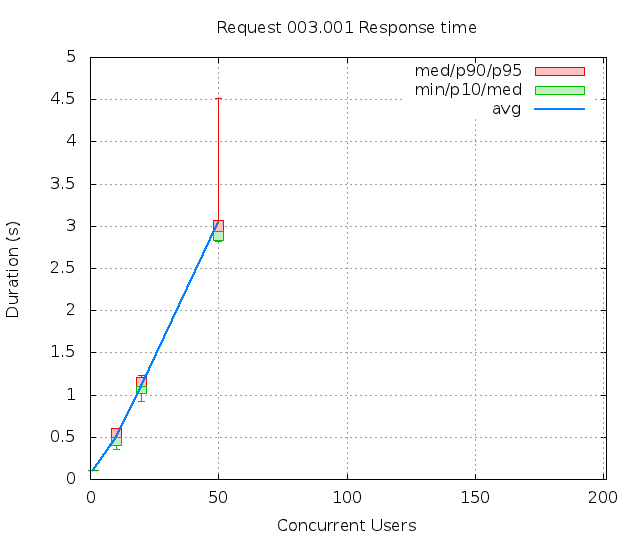 Request 003.001 Response time
med/p90/p95
min/p10/med
avg
5
4.5
4
3.5
3
2.5
2
1.5
1
0.5
0
Duration (s)
0 50 100 150 200
Concurrent Users